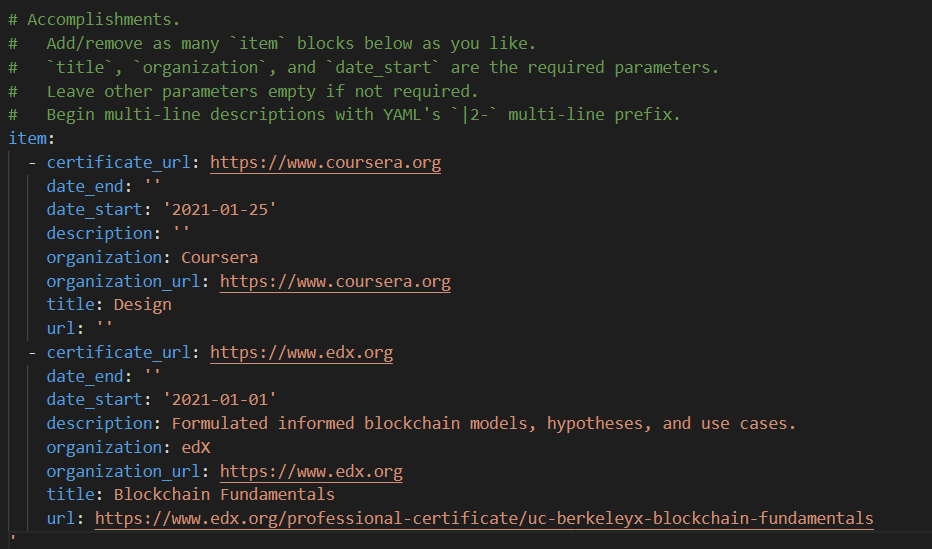 # Accomplishments.
#   Add/remove as many `item` blocks below as you like.
#   `title`, `organization`, and `date_start` are the required parameters.
#   Leave other parameters empty if not required.
#   Begin multi-line descriptions with YAML's `|2-` multi-line prefix.
item:
  - certificate_url: https://www.coursera.org
    date_end: ''
    date_start: '2021-01-25'
    description: ''
    organization: Coursera
    organization_url: https://www.coursera.org
    title: Design
    url: ''
  - certificate_url: https://www.edx.org
    date_end: ''
    date_start: '2021-01-01'
    description: Formulated informed blockchain models, hypotheses, and use cases.
    organization: edX
    organization_url: https://www.edx.org
    title: Blockchain Fundamentals
    url: https://www.edx.org/professional-certificate/uc-berkeleyx-blockchain-fundamentals
'